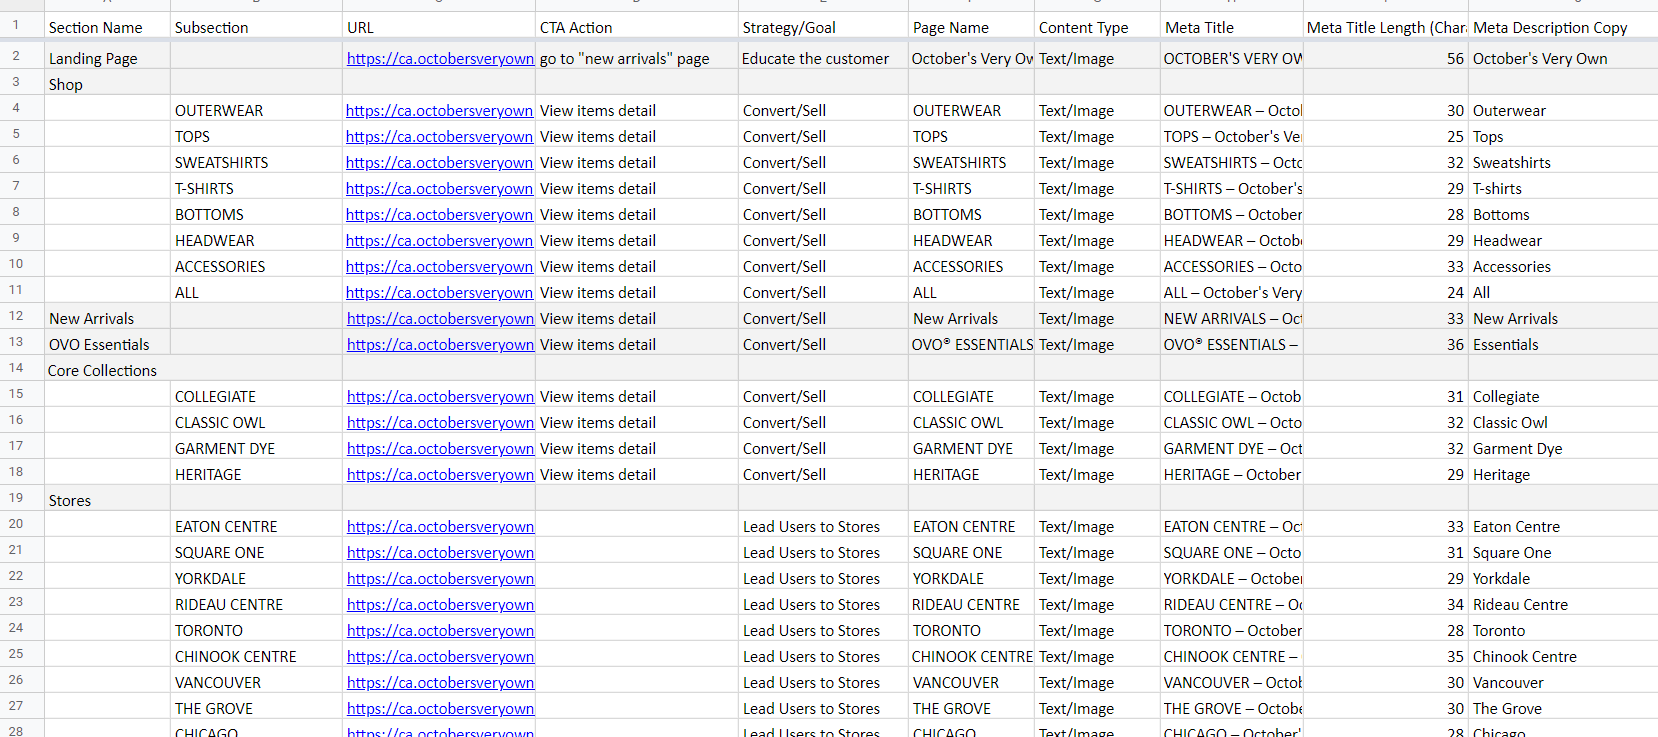 1 Section Name Subsection URL CTA Action Strategy/Goal Page Name Content Type Meta Title Meta Title Length (Chara Meta Description Copy
2 Landing Page https://ca.octobersveryown go to "new arrivals" page Educate the customer October's Very Ow Text/Image OCTOBER'S VERY OW 56 October's Very Own
3 Shop
4 OUTERWEAR https://ca.octobersveryown View items detail Convert/Sell OUTERWEAR Text/Image OUTERWEAR – Octol 30 Outerwear
5 TOPS https://ca.octobersveryown View items detail Convert/Sell TOPS Text/Image TOPS – October's Ve 25 Tops
6 SWEATSHIRTS https://ca.octobersveryown View items detail Convert/Sell SWEATSHIRTS Text/Image SWEATSHIRTS – Octo 32 Sweatshirts
7 T-SHIRTS https://ca.octobersveryown View items detail Convert/Sell T-SHIRTS Text/Image T-SHIRTS – October's 29 T-shirts
8 BOTTOMS https://ca.octobersveryown View items detail Convert/Sell BOTTOMS Text/Image BOTTOMS – October 28 Bottoms
9 HEADWEAR https://ca.octobersveryown View items detail Convert/Sell HEADWEAR Text/Image HEADWEAR – Octob 29 Headwear
10 ACCESSORIES https://ca.octobersveryown View items detail Convert/Sell ACCESSORIES Text/Image ACCESSORIES – Octo 33 Accessories
11 ALL https://ca.octobersveryown View items detail Convert/Sell ALL Text/Image ALL – October's Very 24 All
12 New Arrivals https://ca.octobersveryown View items detail Convert/Sell New Arrivals Text/Image NEW ARRIVALS – Oct 33 New Arrivals
13 OVO Essentials https://ca.octobersveryown View items detail Convert/Sell OVO® ESSENTIALS Text/Image OVO® ESSENTIALS – 36 Essentials
14 Core Collections
15 COLLEGIATE https://ca.octobersveryown View items detail Convert/Sell COLLEGIATE Text/Image COLLEGIATE – Octob 31 Collegiate
16 CLASSIC OWL https://ca.octobersveryown View items detail Convert/Sell CLASSIC OWL Text/Image CLASSIC OWL – Octo 32 Classic Owl
17 GARMENT DYE https://ca.octobersveryown View items detail Convert/Sell GARMENT DYE Text/Image GARMENT DYE – Oct 32 Garment Dye
18 HERITAGE https://ca.octobersveryown View items detail Convert/Sell HERITAGE Text/Image HERITAGE – October 29 Heritage
19 Stores
20 EATON CENTRE https://ca.octobersveryown Lead Users to Stores EATON CENTRE Text/Image EATON CENTRE – Oct 33 Eaton Centre
21 SQUARE ONE https://ca.octobersveryown Lead Users to Stores SQUARE ONE Text/Image SQUARE ONE – Octo 31 Square One
22 YORKDALE https://ca.octobersveryown Lead Users to Stores YORKDALE Text/Image YORKDALE – October 29 Yorkdale
23 RIDEAU CENTRE https://ca.octobersveryown Lead Users to Stores RIDEAU CENTRE Text/Image RIDEAU CENTRE – Oc 34 Rideau Centre
24 TORONTO https://ca.octobersveryown Lead Users to Stores TORONTO Text/Image TORONTO – October 28 Toronto
25 CHINOOK CENTRE https://ca.octobersveryown Lead Users to Stores CHINOOK CENTRE Text/Image CHINOOK CENTRE – 35 Chinook Centre
26 VANCOUVER https://ca.octobersveryown Lead Users to Stores VANCOUVER Text/Image VANCOUVER – Octob 30 Vancouver
27 THE GROVE https://ca.octobersveryown Lead Users to Stores THE GROVE Text/Image THE GROVE – Octobe 30 The Grove
28 CHICAGO https://ca.octobersveryown Lead Users to Stores CHICAGO Text/Image CHICAGO – October' 28 Chicago